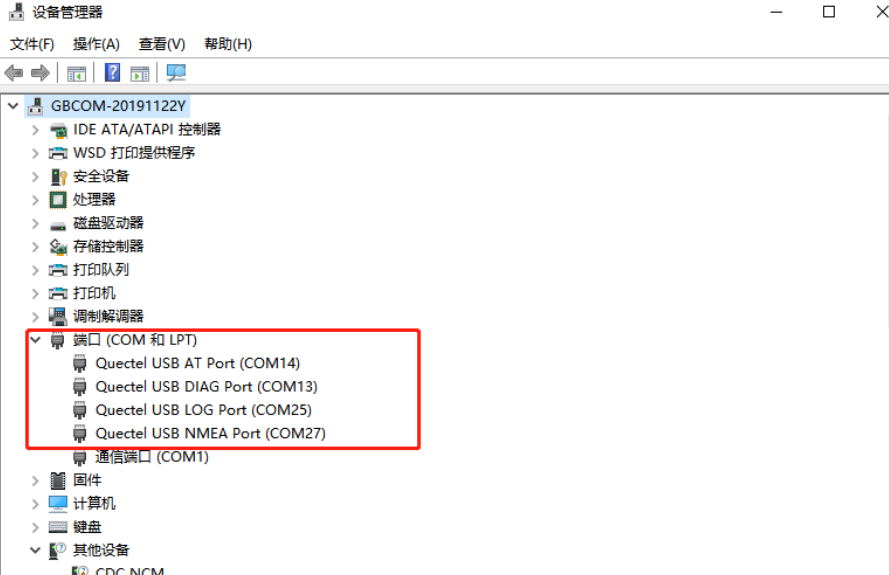 设备管理器
文件(F) 操作(A) 查看(V) 帮助(H)
GBCOM-20191122Y
IDE ATA/ATAPI 控制器
WSD 打印提供程序
安全设备
处理器
磁盘驱动器
存储控制器
打印队列
打印机
调制解调器
端口 (COM 和 LPT)
Quectel USB AT Port (COM14)
Quectel USB DIAG Port (COM13)
Quectel USB LOG Port (COM25)
Quectel USB NMEA Port (COM27)
通信端口 (COM1)
固件
计算机
键盘
其他设备
CDC NCM